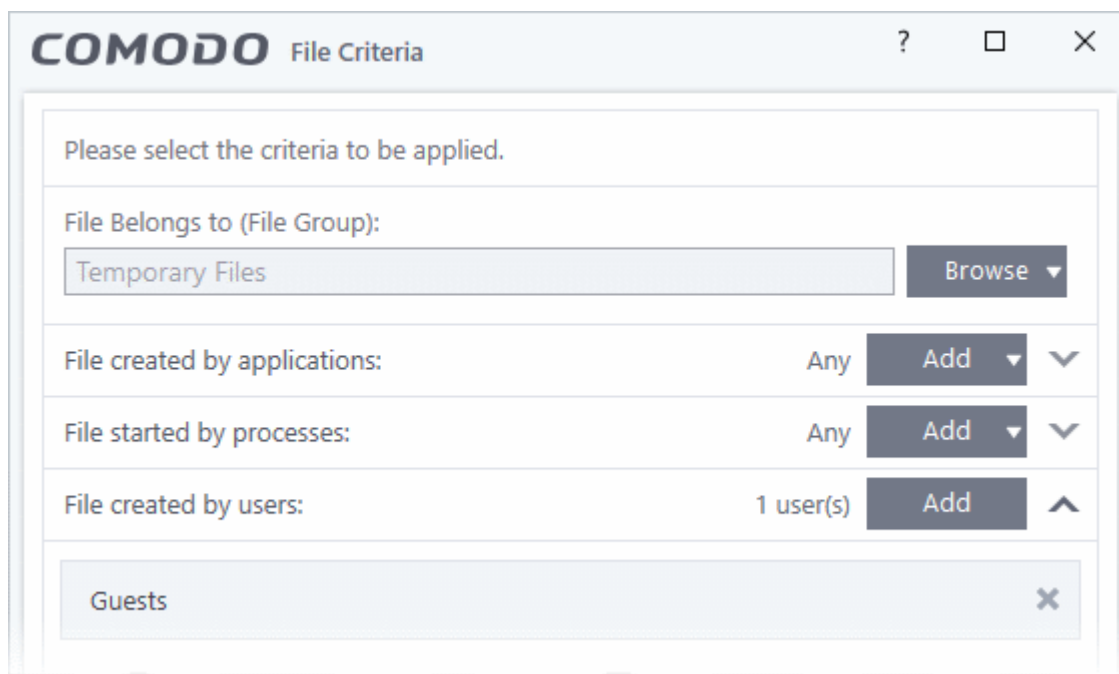 COMODO File Criteria ?
Please select the criteria to be applied.
File Belongs to (File Group):
Temporary Files Browse
File created by applications: Any Add
File started by processes: Any Add
File created by users: 1 user(s) Add
Guests